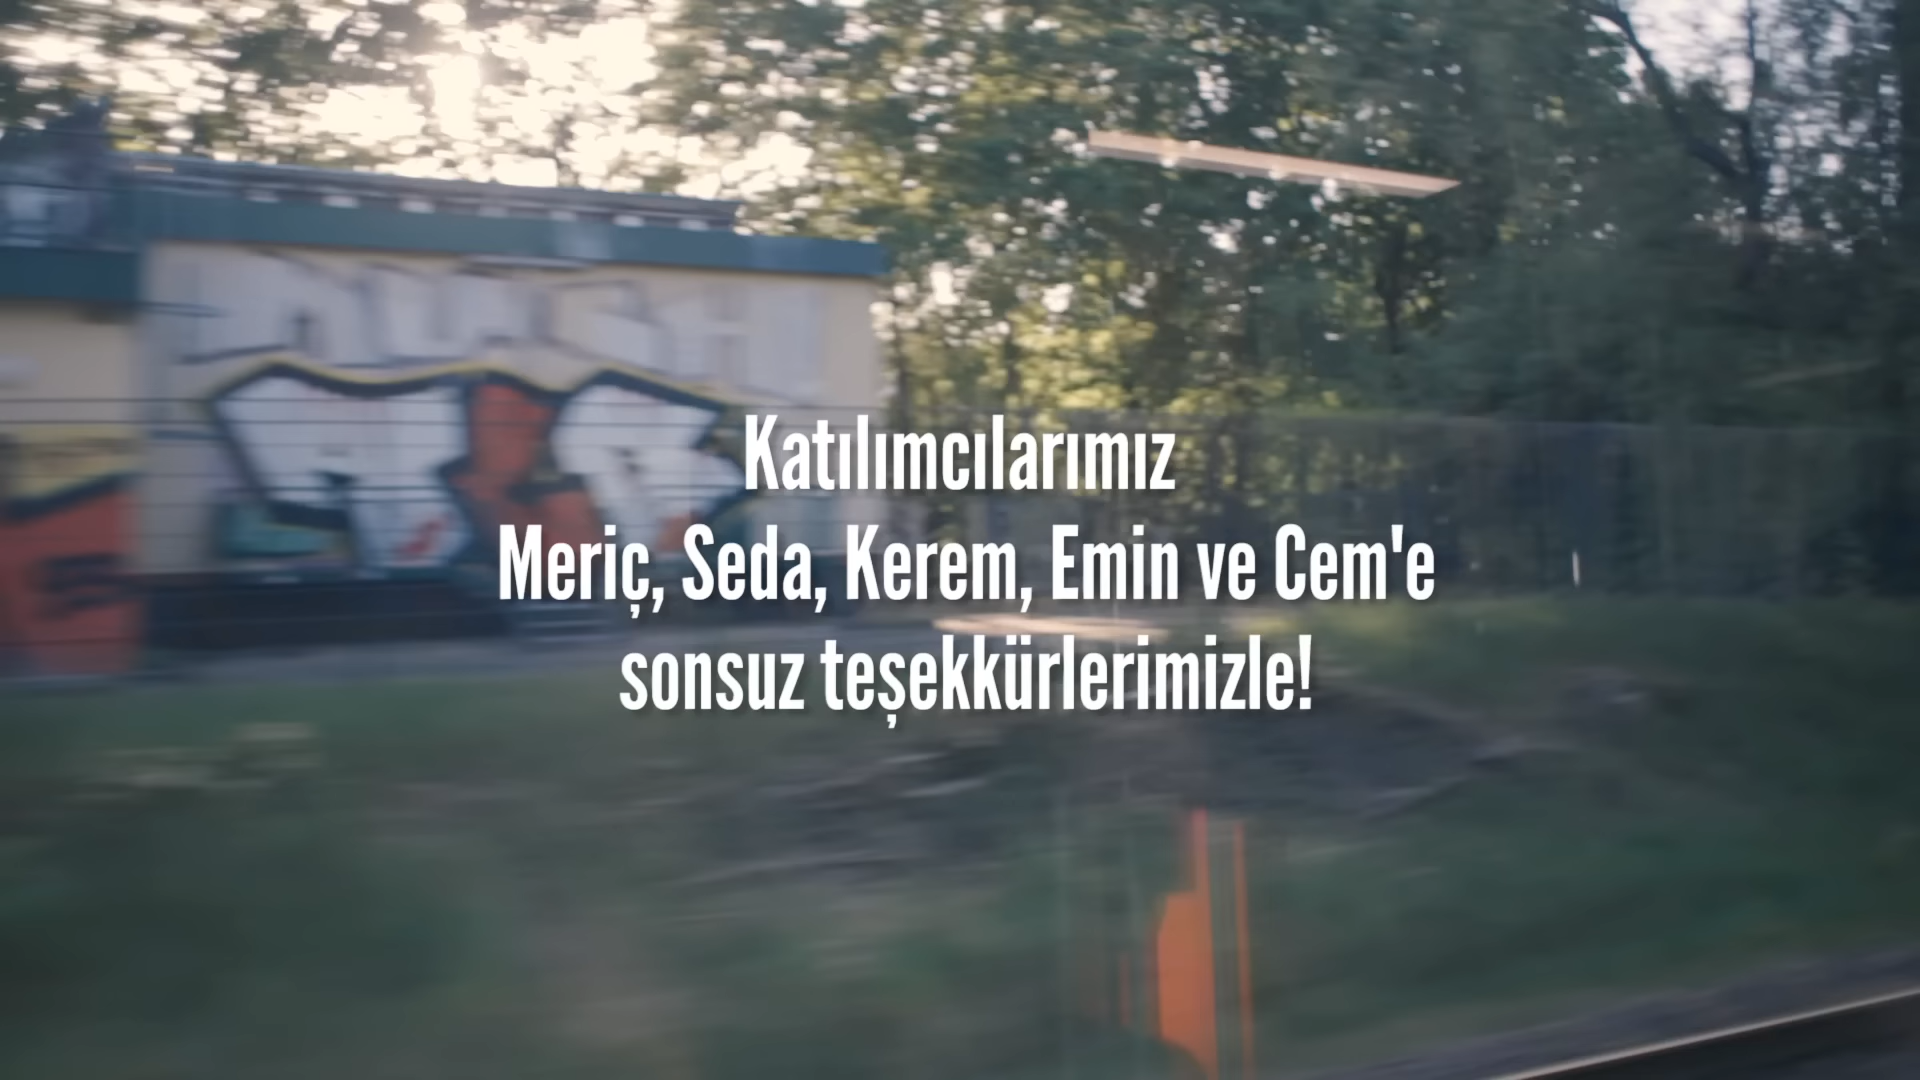 Katılımcılarımız
Meriç, Seda, Kerem, Emin ve Cem'e
sonsuz teşekkürlerimizle!